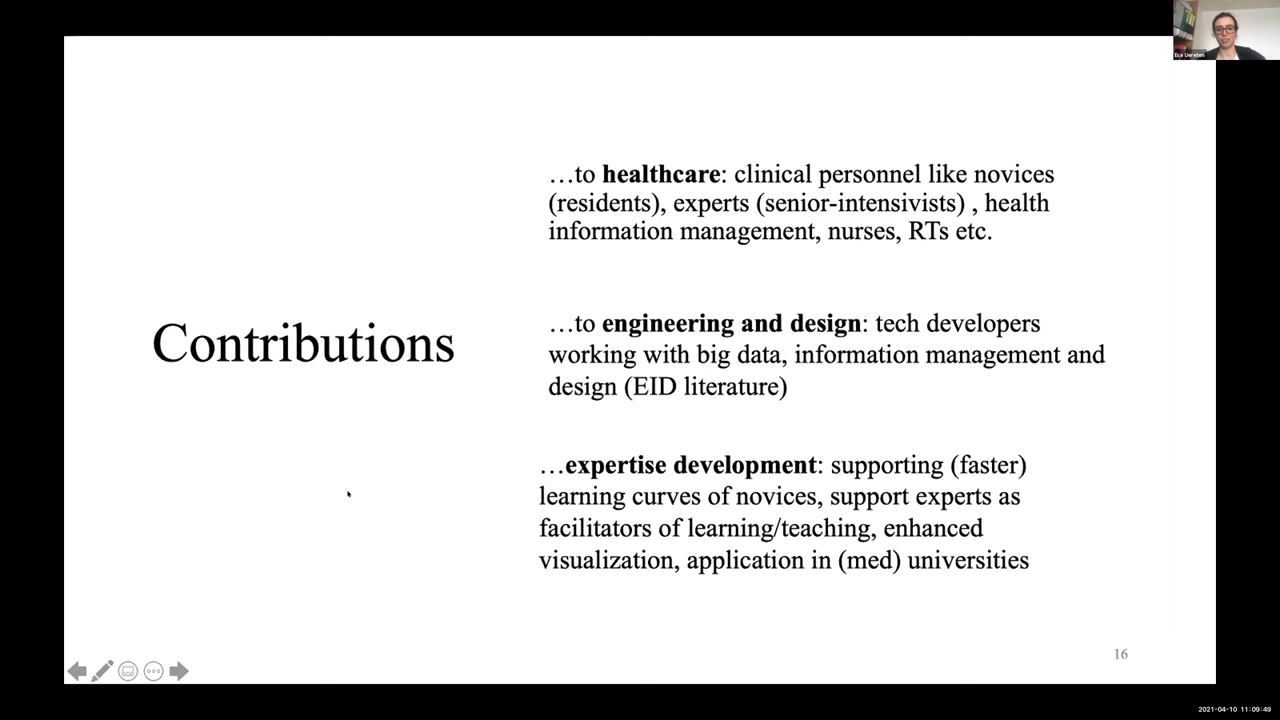 Ece Uereten
…to healthcare: clinical personnel like novices
(residents), experts (senior-intensivists) , health
information management, nurses, RTs etc.
Contributions
…to engineering and design: tech developers
working with big data, information management and
design (EID literature)
…expertise development: supporting (faster)
learning curves of novices, support experts as
facilitators of learning/teaching, enhanced
visualization, application in (med) universities
16
2021-04-10 11:09:49